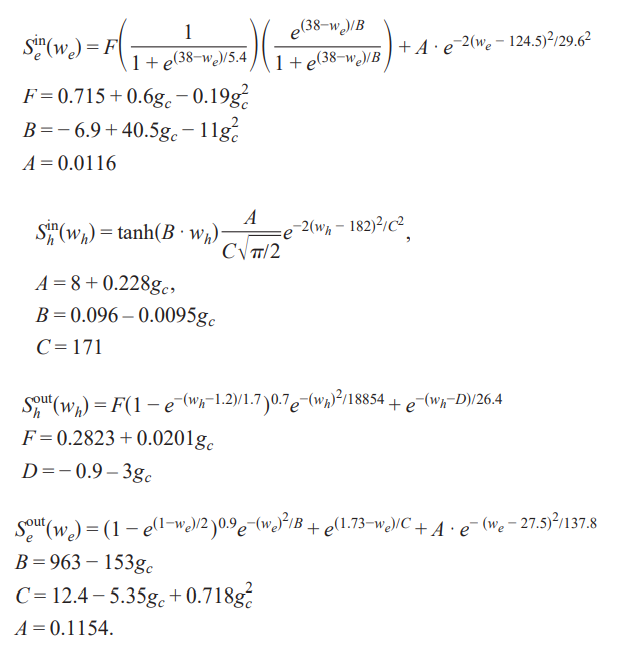 S_e^in(w_e) = F(1/(1 + e^(38−w_e)/5.4))(e^(38−w_e)/B/(1 + e^(38−w_e)/B)) + A · e^−2(w_e − 124.5)²/29.6²
F = 0.715 + 0.6g_c − 0.19g_c²
B = − 6.9 + 40.5g_c − 11g_c²
A = 0.0116
S_h^in(w_h) = tanh(B · w_h) A/(C√π/2) e^−2(w_h − 182)²/C²,
A = 8 + 0.228g_c,
B = 0.096 – 0.0095g_c
C = 171
S_h^out(w_h) = F(1 − e^−(w_h−1.2)/1.7)^0.7 e^−(w_h)²/18854 + e^−(w_h−D)/26.4
F = 0.2823 + 0.0201g_c
D = − 0.9 – 3g_c
S_e^out(w_e) = (1 − e^(1−w_e)/2)^0.9 e^−(w_e)²/B + e^(1.73−w_e)/C + A · e^− (w_e − 27.5)²/137.8
B = 963 − 153g_c
C = 12.4 − 5.35g_c + 0.718g_c²
A = 0.1154.